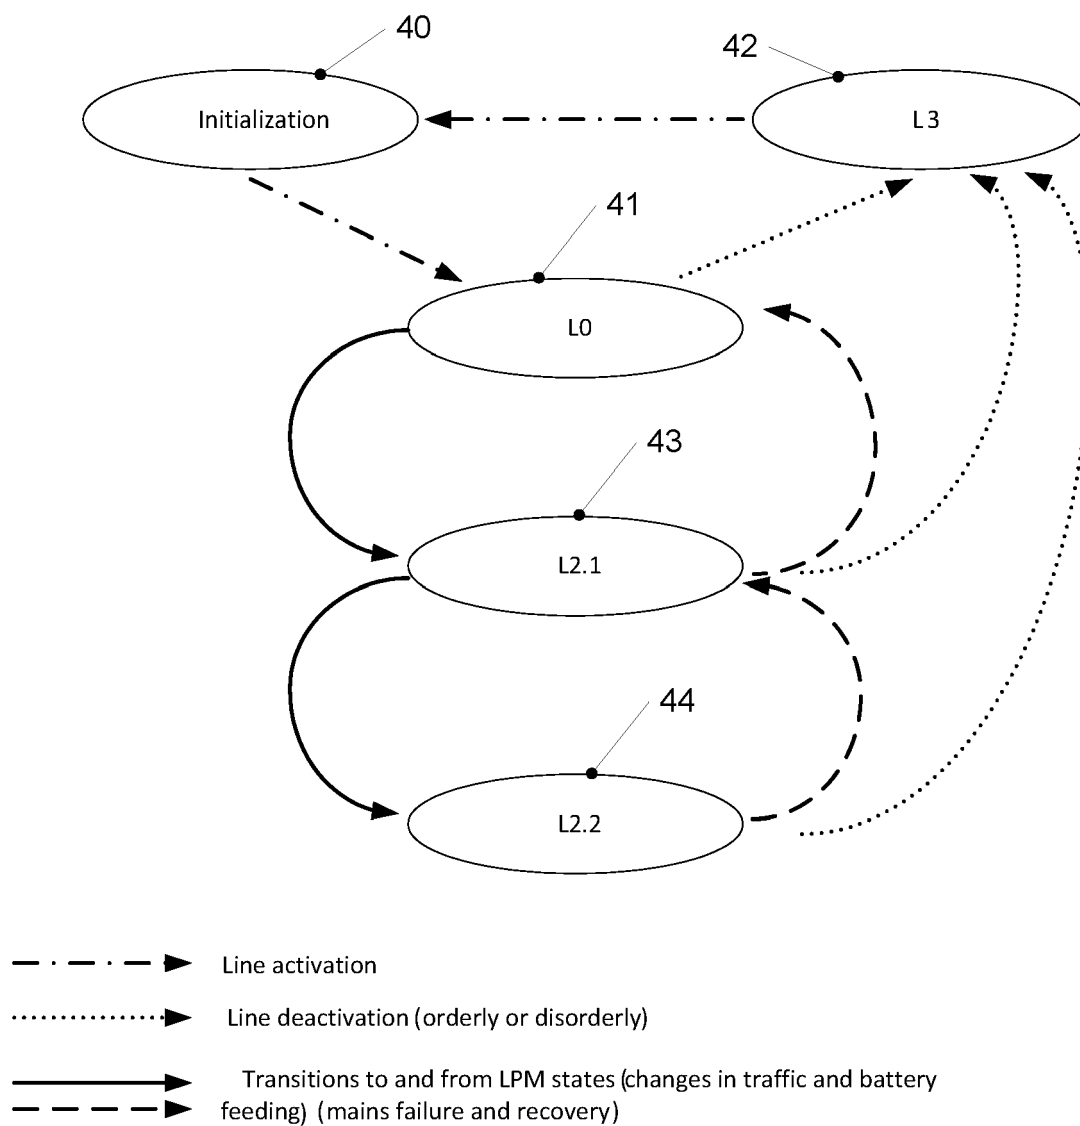 40
42
Initialization
L3
41
L0
43
L2.1
44
L2.2
Line activation
Line deactivation (orderly or disorderly)
Transitions to and from LPM states (changes in traffic and battery
feeding) (mains failure and recovery)